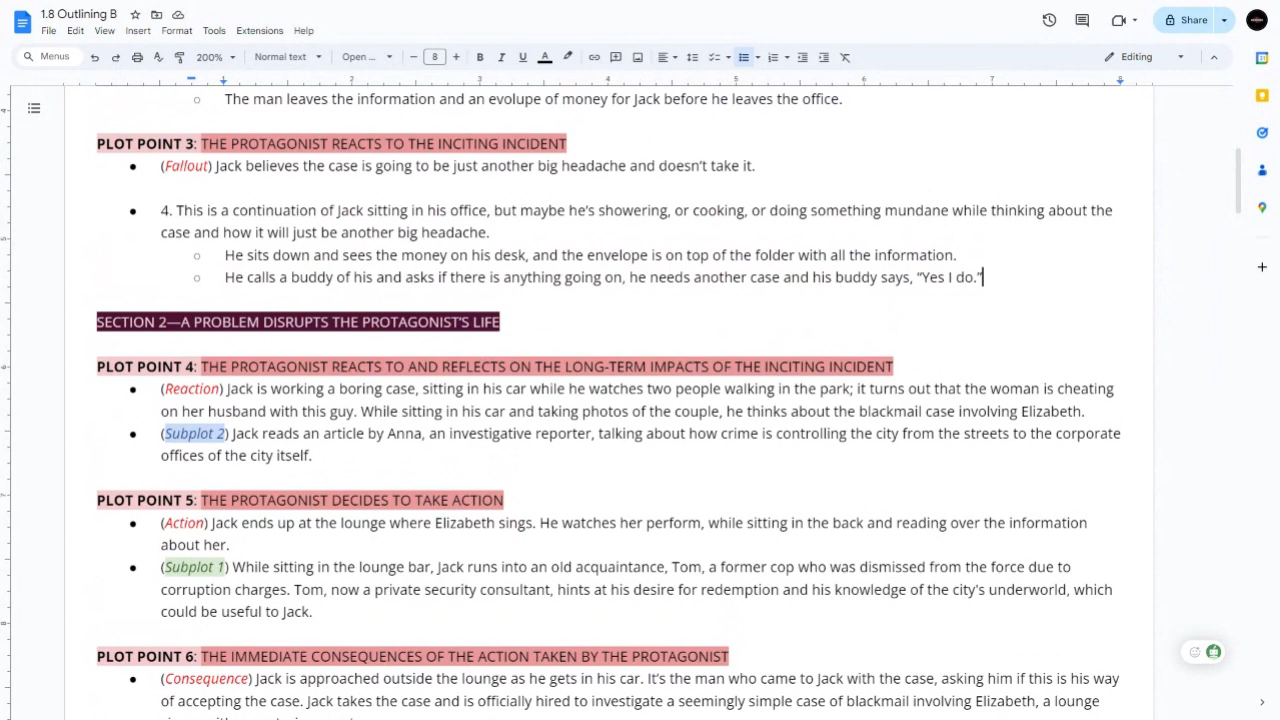 1.8 Outlining B
File Edit View Insert Format Tools Extensions Help
Share
Menus 200% Normal text Open ... 8 B I U A Editing
2 3 4 5 6 7 8
4
The man leaves the information and an evolupe of money for Jack before he leaves the office.
PLOT POINT 3: THE PROTAGONIST REACTS TO THE INCITING INCIDENT
(Fallout) Jack believes the case is going to be just another big headache and doesn't take it.
4. This is a continuation of Jack sitting in his office, but maybe he's showering, or cooking, or doing something mundane while thinking about the
case and how it will just be another big headache.
5
He sits down and sees the money on his desk, and the envelope is on top of the folder with all the information.
He calls a buddy of his and asks if there is anything going on, he needs another case and his buddy says, “Yes I do.”
SECTION 2—A PROBLEM DISRUPTS THE PROTAGONIST'S LIFE
6
PLOT POINT 4: THE PROTAGONIST REACTS TO AND REFLECTS ON THE LONG-TERM IMPACTS OF THE INCITING INCIDENT
(Reaction) Jack is working a boring case, sitting in his car while he watches two people walking in the park; it turns out that the woman is cheating
on her husband with this guy. While sitting in his car and taking photos of the couple, he thinks about the blackmail case involving Elizabeth.
(Subplot 2) Jack reads an article by Anna, an investigative reporter, talking about how crime is controlling the city from the streets to the corporate
offices of the city itself.
7
PLOT POINT 5: THE PROTAGONIST DECIDES TO TAKE ACTION
(Action) Jack ends up at the lounge where Elizabeth sings. He watches her perform, while sitting in the back and reading over the information
about her.
(Subplot 1) While sitting in the lounge bar, Jack runs into an old acquaintance, Tom, a former cop who was dismissed from the force due to
corruption charges. Tom, now a private security consultant, hints at his desire for redemption and his knowledge of the city's underworld, which
could be useful to Jack.
8
PLOT POINT 6: THE IMMEDIATE CONSEQUENCES OF THE ACTION TAKEN BY THE PROTAGONIST
(Consequence) Jack is approached outside the lounge as he gets in his car. It's the man who came to Jack with the case, asking him if this is his way
of accepting the case. Jack takes the case and is officially hired to investigate a seemingly simple case of blackmail involving Elizabeth, a lounge